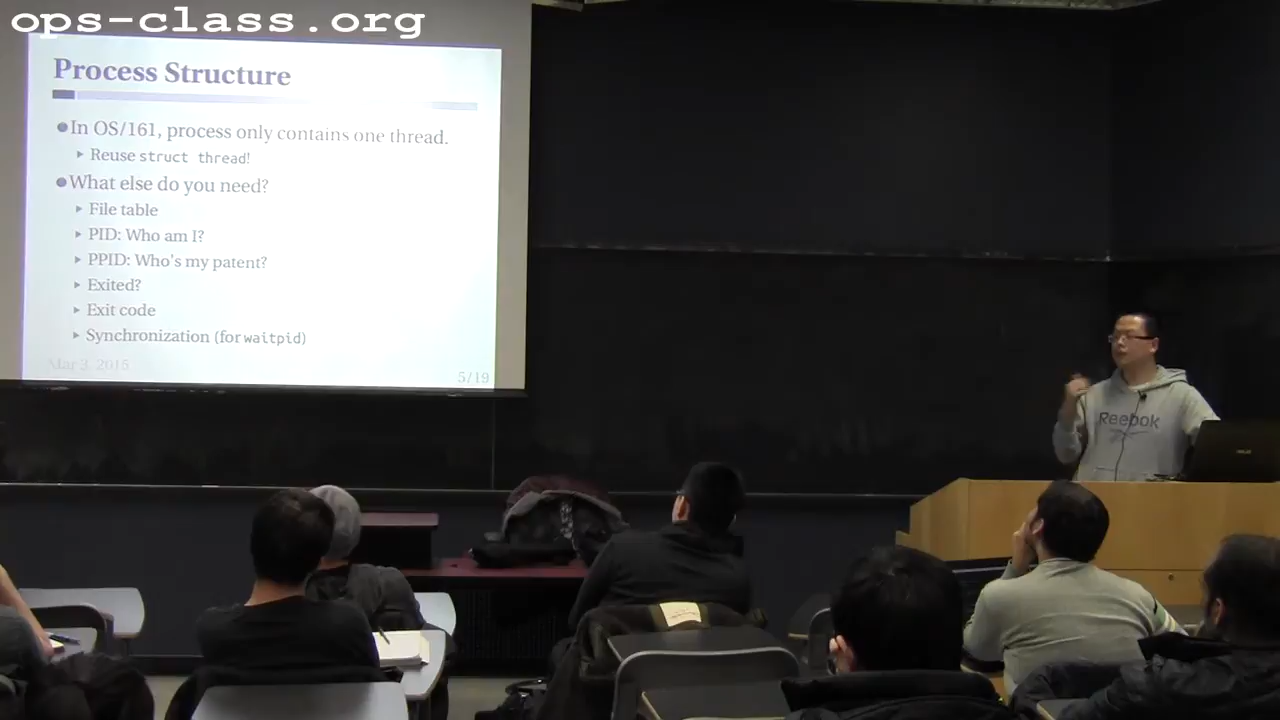 ops-class.org
Process Structure
●In OS/161, process only contains one thread.
▸ Reuse struct thread!
●What else do you need?
▸ File table
▸ PID: Who am I?
▸ PPID: Who's my patent?
▸ Exited?
▸ Exit code
▸ Synchronization (for waitpid)
Mar 3, 2015
5/19
Reebok
ASUS